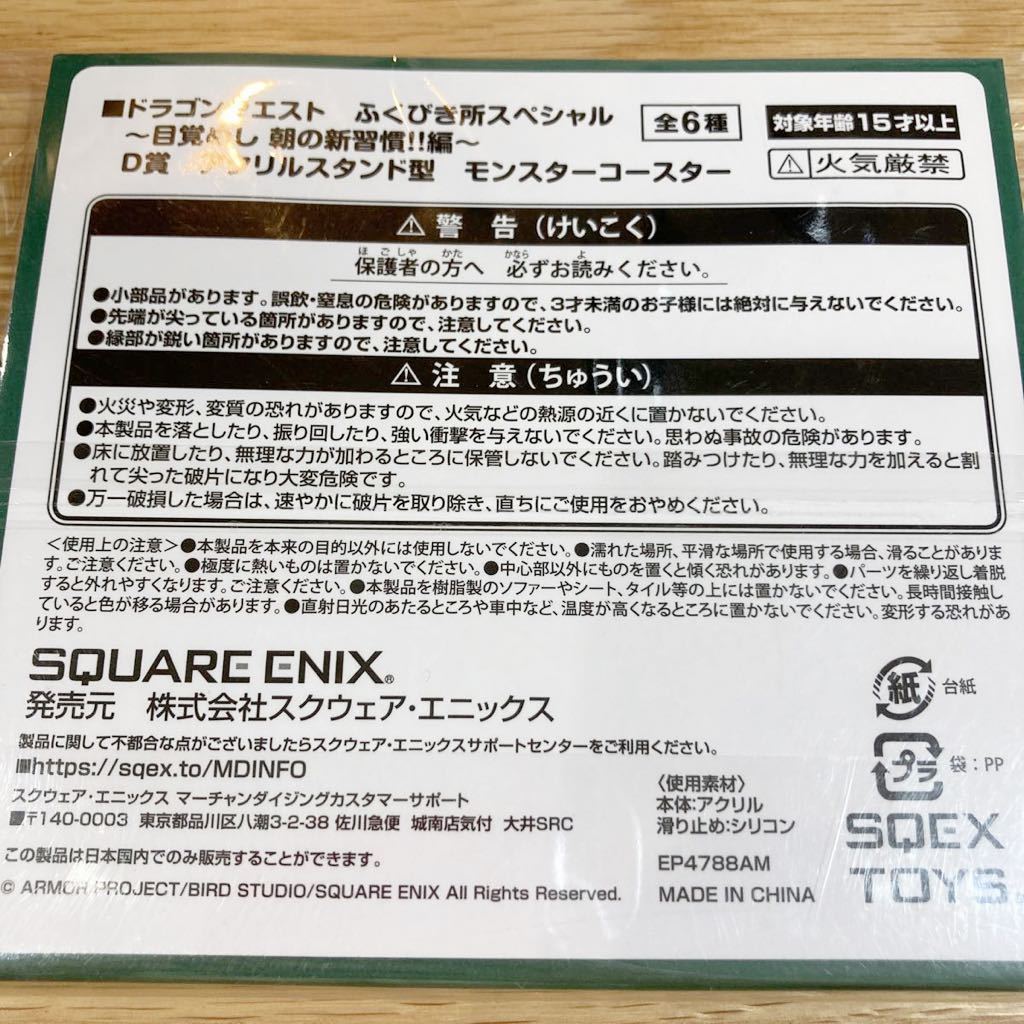 ■ドラゴンクエスト ふくびき所スペシャル
～目覚めし 朝の新習慣!!編～
D賞 アクリルスタンド型 モンスターコースター
全6種
対象年齢15才以上
⚠火気厳禁
⚠ 警 告 (けいこく)
保護者の方へ 必ずお読みください。
●小部品があります。誤飲・窒息の危険がありますので、3才未満のお子様には絶対に与えないでください。
●先端が尖っている箇所がありますので、注意してください。
●縁部が鋭い箇所がありますので、注意してください。
⚠ 注 意 (ちゅうい)
●火災や変形、変質の恐れがありますので、火気などの熱源の近くに置かないでください。
●本製品を落としたり、振り回したり、強い衝撃を与えないでください。思わぬ事故の危険があります。
●床に放置したり、無理な力が加わるところに保管しないでください。踏みつけたり、無理な力を加えると割
れて尖った破片になり大変危険です。
●万一破損した場合は、速やかに破片を取り除き、直ちにご使用をおやめください。
＜使用上の注意＞●本製品を本来の目的以外には使用しないでください。●濡れた場所、平滑な場所で使用する場合、滑ることがありま
す。ご注意ください。●極度に熱いものは置かないでください。●中心部以外にものを置くと傾く恐れがあります。●パーツを繰り返し着脱
すると外れやすくなります。ご注意ください。●本製品を樹脂製のソファーやシート、タイル等の上には置かないでください。長時間接触し
ていると色が移る場合があります。●直射日光のあたるところや車中など、温度が高くなるところに置かないでください。変形する恐れがあ
ります。
SQUARE ENIX®
発売元 株式会社スクウェア・エニックス
製品に関して不都合な点がございましたらスクウェア・エニックスサポートセンターをご利用ください。
■https://sqex.to/MDINFO
スクウェア・エニックス マーチャンダイジングカスタマーサポート
■〒140-0003 東京都品川区八潮3-2-38 佐川急便 城南店気付 大井SRC
この製品は日本国内でのみ販売することができます。
© ARMOR PROJECT/BIRD STUDIO/SQUARE ENIX All Rights Reserved.
紙 台紙
プラ 袋：PP
〈使用素材〉
本体：アクリル
滑り止め：シリコン
EP4788AM
MADE IN CHINA
SQEX
TOYS